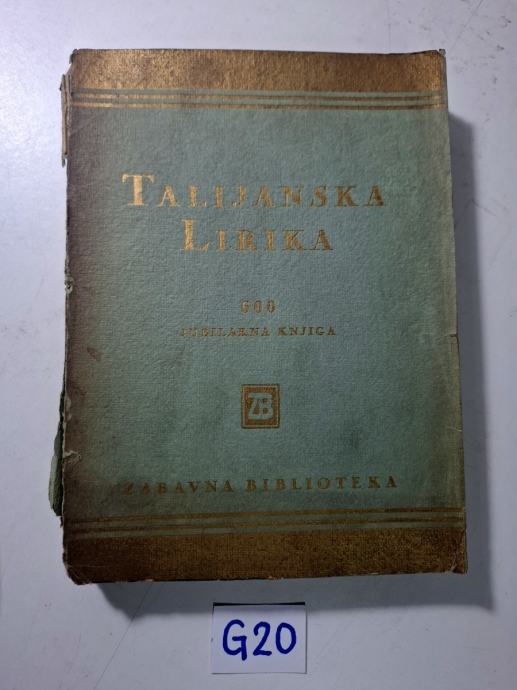 TALIJANSKA
LIRIKA
600
JUBILARNA KNJIGA
ZB
ZABAVNA BIBLIOTEKA
G20